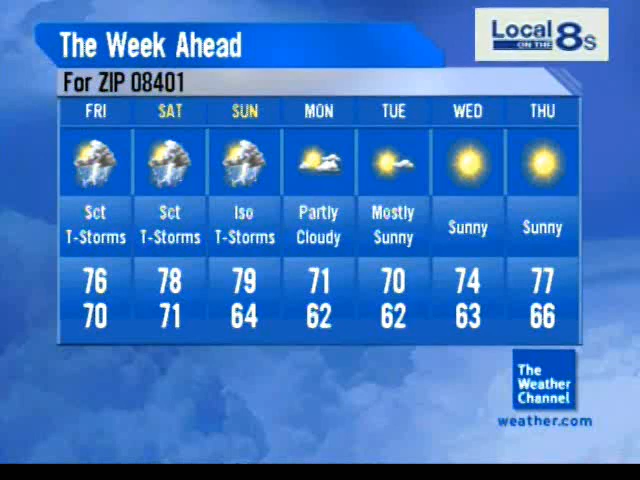 The Week Ahead
Local
ON THE
8s
For ZIP 08401
FRI SAT SUN MON TUE WED THU
Sct T-Storms
Sct T-Storms
Iso T-Storms
Partly Cloudy
Mostly Sunny
Sunny
Sunny
76 78 79 71 70 74 77
70 71 64 62 62 63 66
The
Weather
Channel
weather.com